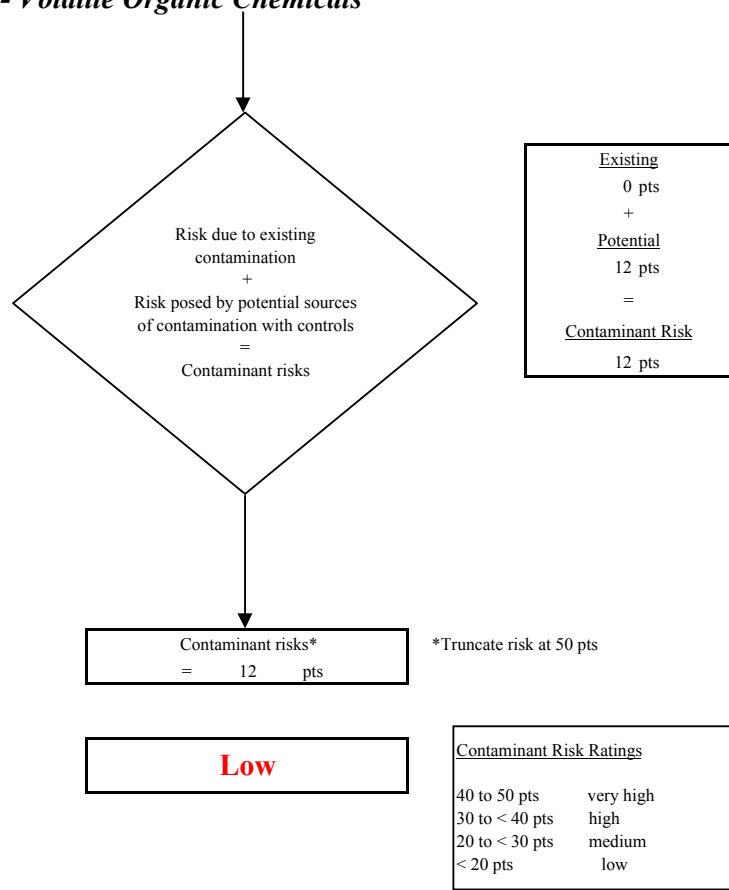 - Volatile Organic Chemicals
Risk due to existing
contamination
+
Risk posed by potential sources
of contamination with controls
=
Contaminant risks
Existing
0 pts
+
Potential
12 pts
=
Contaminant Risk
12 pts
Contaminant risks*
= 12 pts
*Truncate risk at 50 pts
Low
Contaminant Risk Ratings
40 to 50 pts very high
30 to < 40 pts high
20 to < 30 pts medium
< 20 pts low